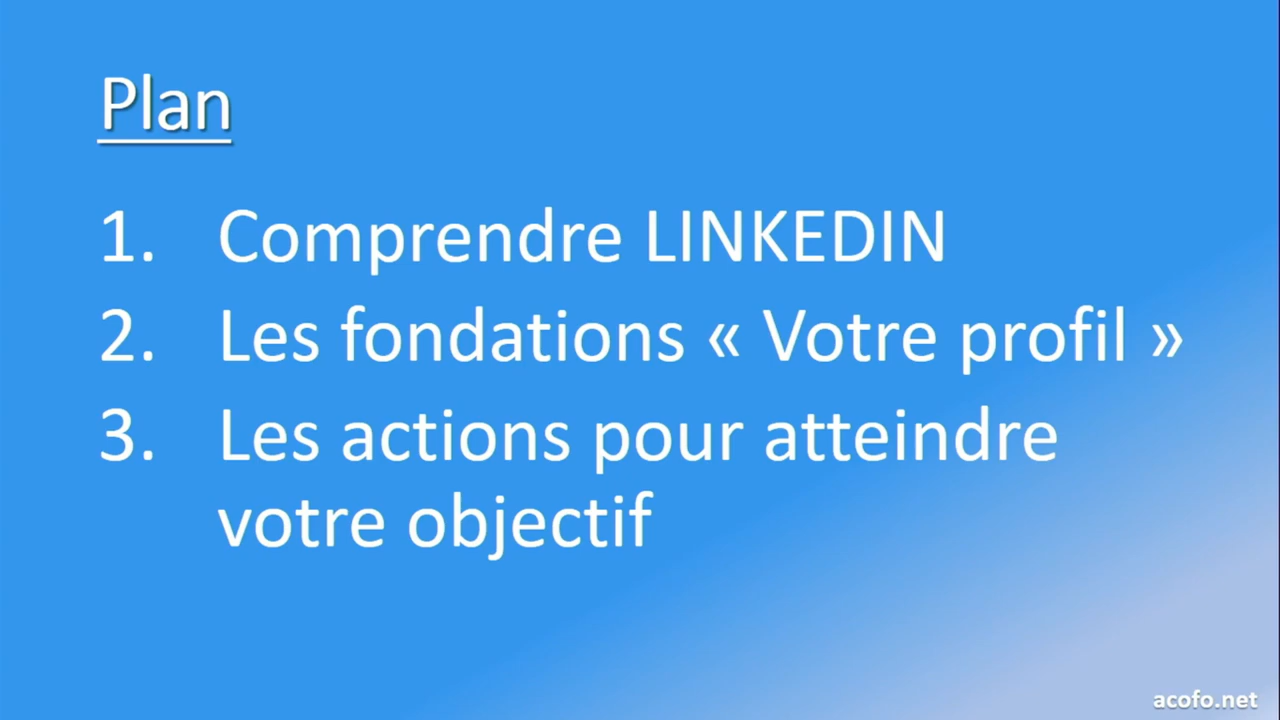 Plan
1. Comprendre LINKEDIN
2. Les fondations « Votre profil »
3. Les actions pour atteindre
votre objectif
acofo.net